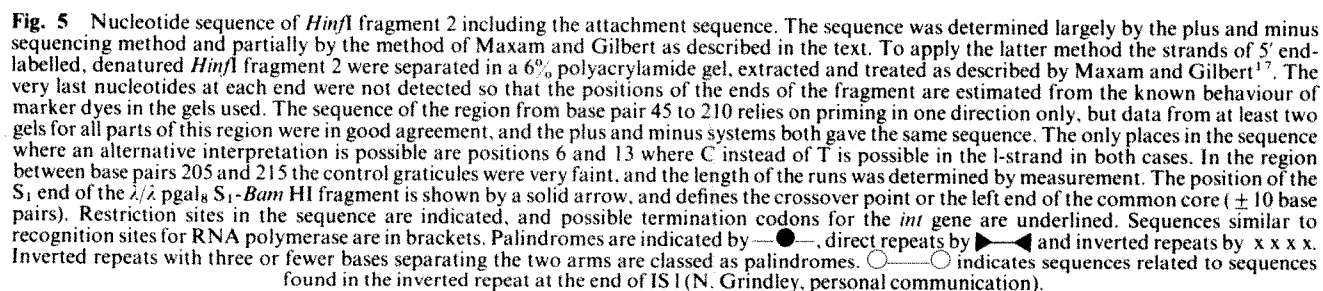 Fig. 5 Nucleotide sequence of HinfI fragment 2 including the attachment sequence. The sequence was determined largely by the plus and minus
sequencing method and partially by the method of Maxam and Gilbert as described in the text. To apply the latter method the strands of 5' end-
labelled, denatured HinfI fragment 2 were separated in a 6% polyacrylamide gel, extracted and treated as described by Maxam and Gilbert¹⁷. The
very last nucleotides at each end were not detected so that the positions of the ends of the fragment are estimated from the known behaviour of
marker dyes in the gels used. The sequence of the region from base pair 45 to 210 relies on priming in one direction only, but data from at least two
gels for all parts of this region were in good agreement, and the plus and minus systems both gave the same sequence. The only places in the sequence
where an alternative interpretation is possible are positions 6 and 13 where C instead of T is possible in the l-strand in both cases. In the region
between base pairs 205 and 215 the control graticules were very faint, and the length of the runs was determined by measurement. The position of the
S₁ end of the λ/λ pgal₈ S₁-Bam HI fragment is shown by a solid arrow, and defines the crossover point or the left end of the common core (± 10 base
pairs). Restriction sites in the sequence are indicated, and possible termination codons for the int gene are underlined. Sequences similar to
recognition sites for RNA polymerase are in brackets. Palindromes are indicated by —●—, direct repeats by ▶—◀ and inverted repeats by x x x x.
Inverted repeats with three or fewer bases separating the two arms are classed as palindromes. ○—○ indicates sequences related to sequences
found in the inverted repeat at the end of IS1 (N. Grindley, personal communication).